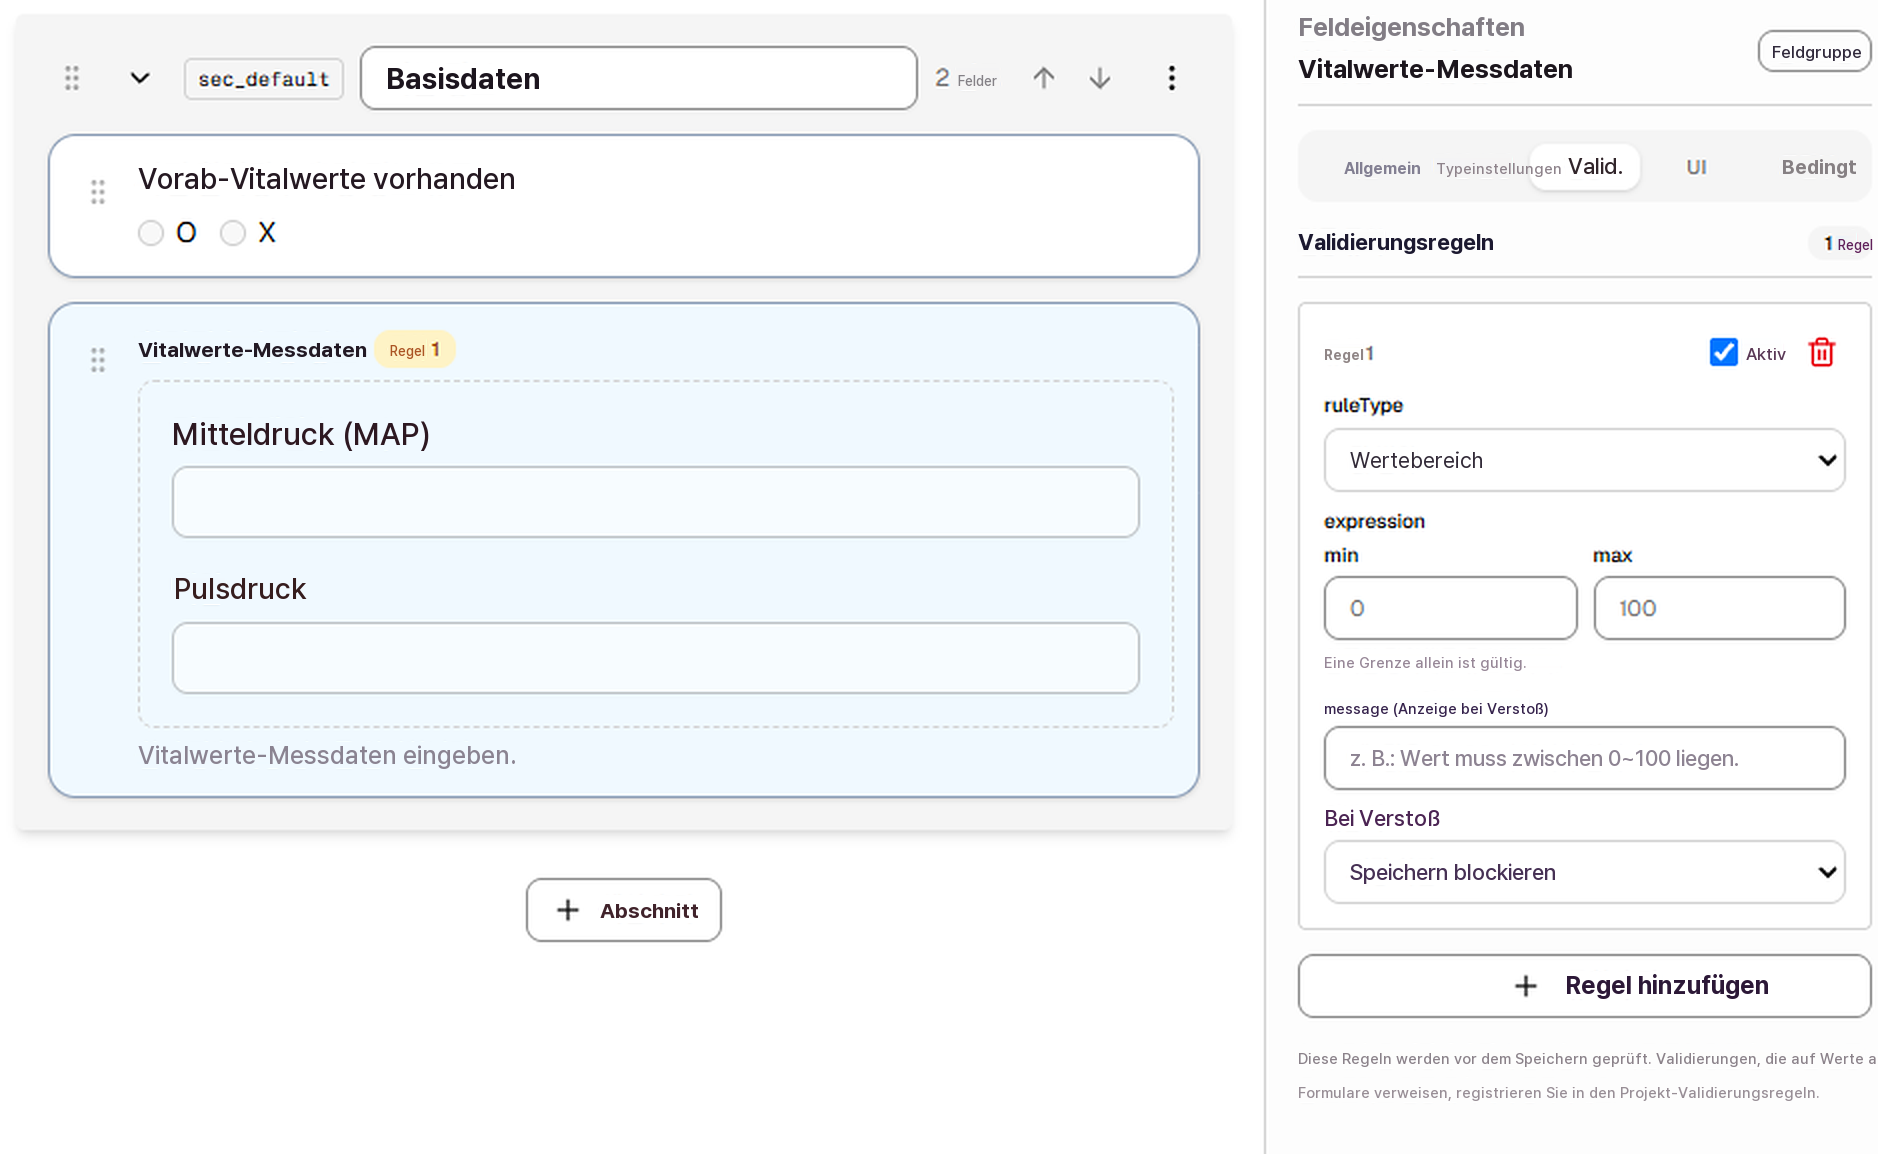 sec_default
Basisdaten
2 Felder
Vorab-Vitalwerte vorhanden
O X
Vitalwerte-Messdaten Regel 1
Mitteldruck (MAP)
Pulsdruck
Vitalwerte-Messdaten eingeben.
Abschnitt
Feldeigenschaften
Vitalwerte-Messdaten
Feldgruppe
Allgemein Typeinstellungen Valid. UI Bedingt
Validierungsregeln 1 Regel
Regel 1 Aktiv
ruleType
Wertebereich
expression
min max
0 100
Eine Grenze allein ist gültig.
message (Anzeige bei Verstoß)
z. B.: Wert muss zwischen 0~100 liegen.
Bei Verstoß
Speichern blockieren
Regel hinzufügen
Diese Regeln werden vor dem Speichern geprüft. Validierungen, die auf Werte a
Formulare verweisen, registrieren Sie in den Projekt-Validierungsregeln.